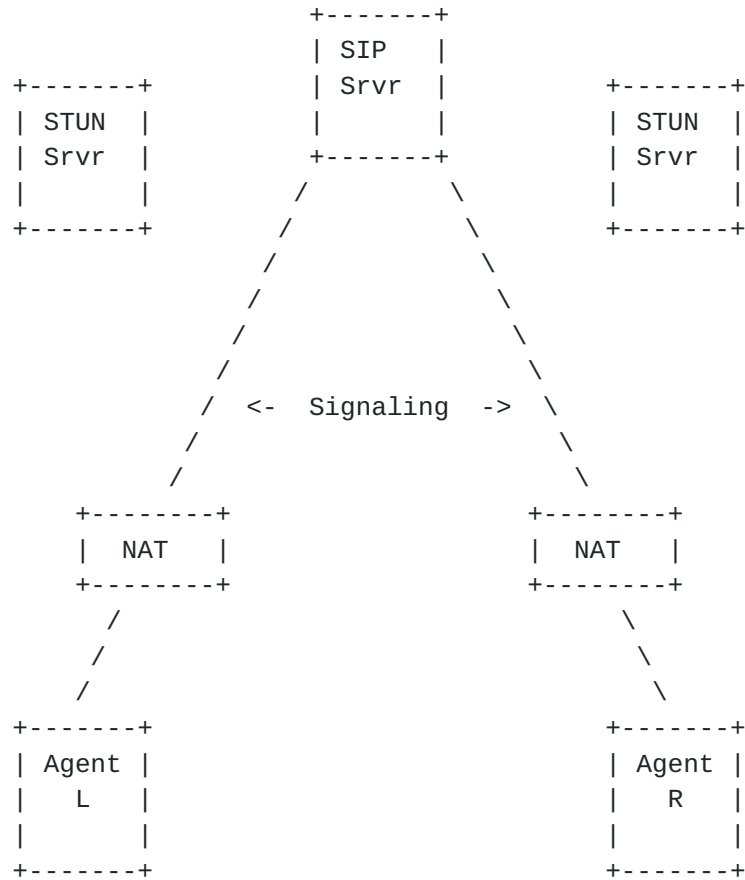 SIP
Srvr
STUN
Srvr
STUN
Srvr
<- Signaling ->
NAT
NAT
Agent
L
Agent
R